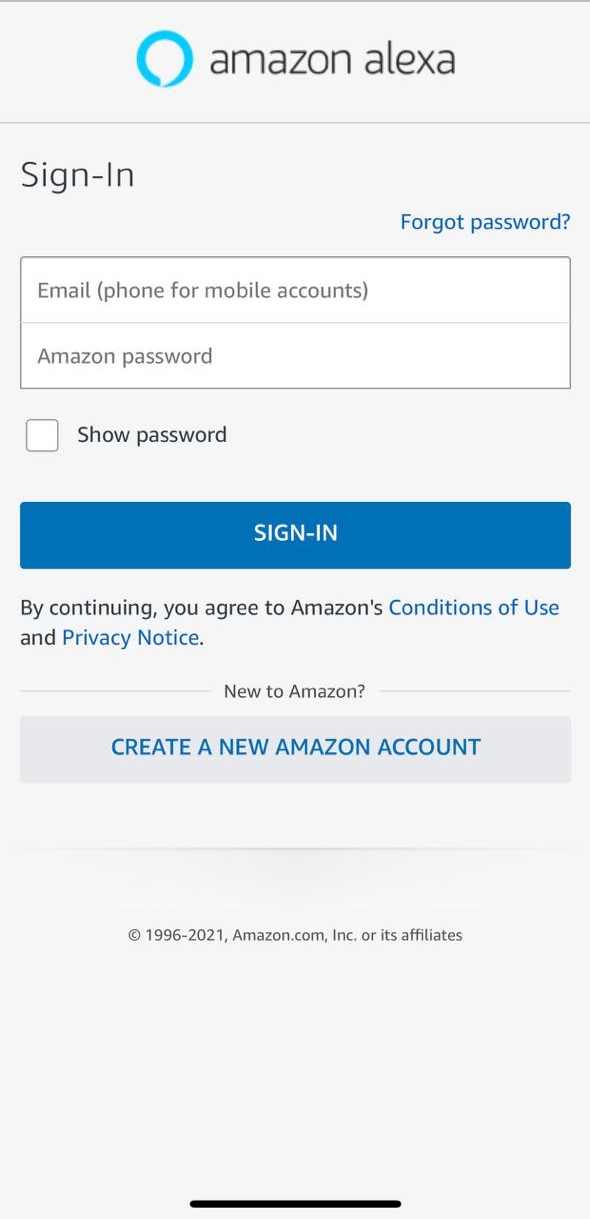 amazon alexa
Sign-In
Forgot password?
Email (phone for mobile accounts)
Amazon password
Show password
SIGN-IN
By continuing, you agree to Amazon's Conditions of Use
and Privacy Notice.
New to Amazon?
CREATE A NEW AMAZON ACCOUNT
© 1996-2021, Amazon.com, Inc. or its affiliates